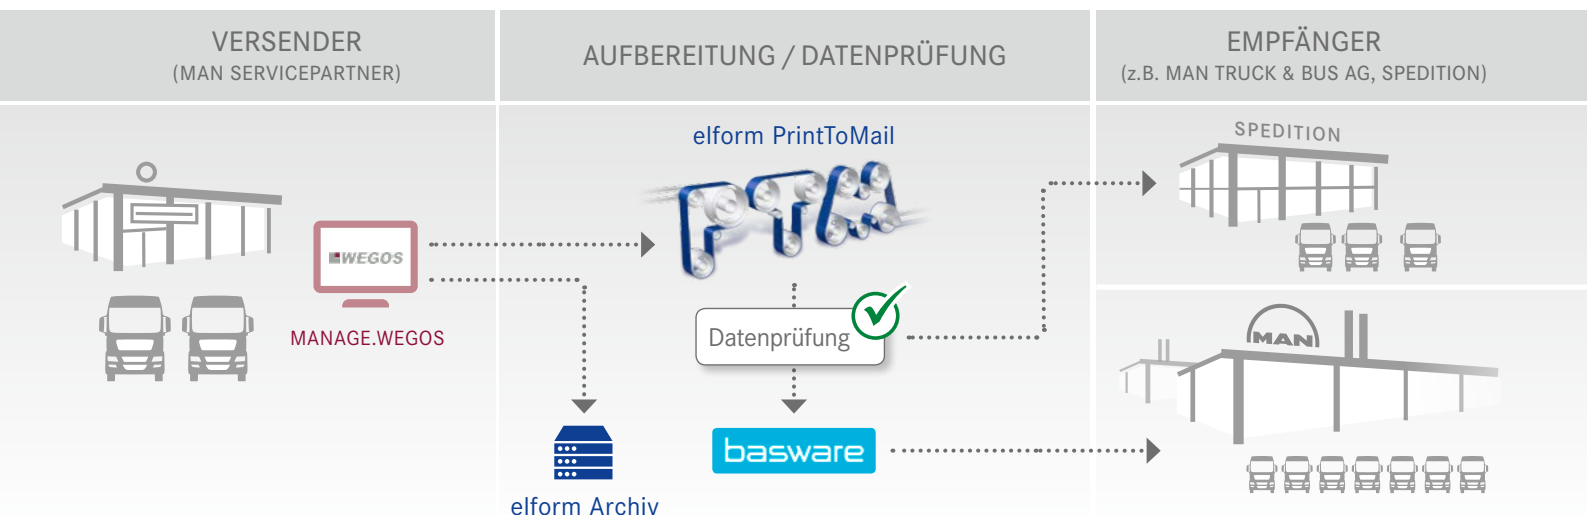 VERSENDER
(MAN SERVICEPARTNER)
AUFBEREITUNG / DATENPRÜFUNG
EMPFÄNGER
(z.B. MAN TRUCK & BUS AG, SPEDITION)
elform PrintToMail
PTM
SPEDITION
WEGOS
MANAGE.WEGOS
Datenprüfung
MAN
basware
elform Archiv